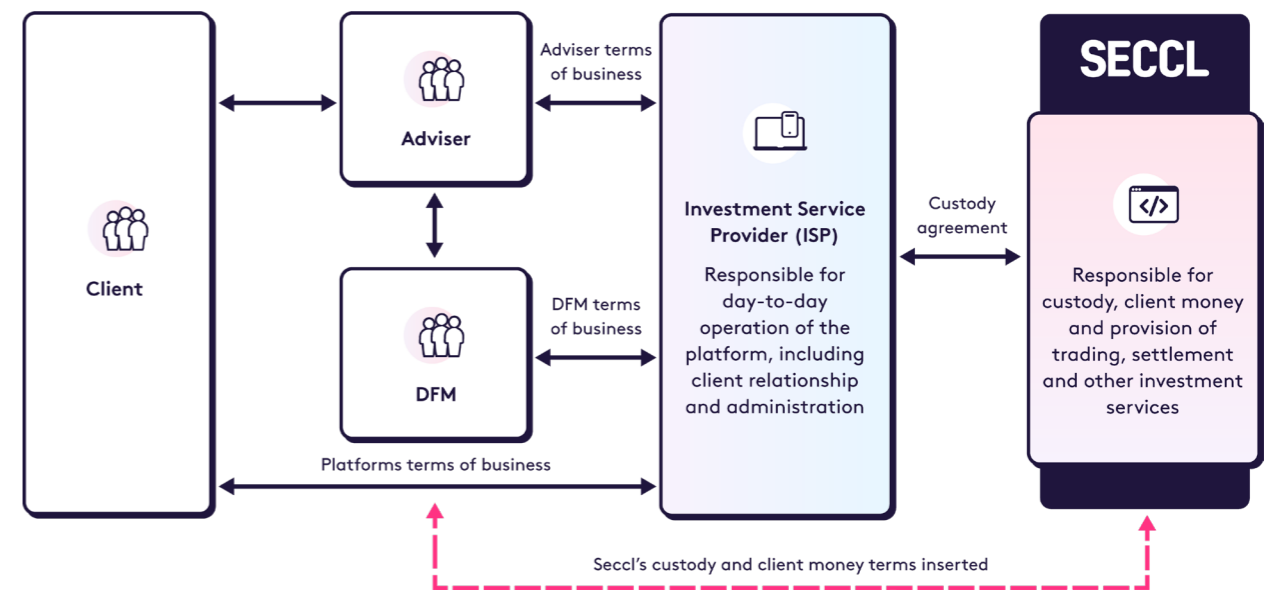 Client
Adviser
DFM
Adviser terms
of business
DFM terms
of business
Platforms terms of business
Investment Service
Provider (ISP)
Responsible for
day-to-day
operation of the
platform, including
client relationship
and administration
Custody
agreement
SECCL
</>
Responsible for
custody, client money
and provision of
trading, settlement
and other investment
services
Seccl’s custody and client money terms inserted